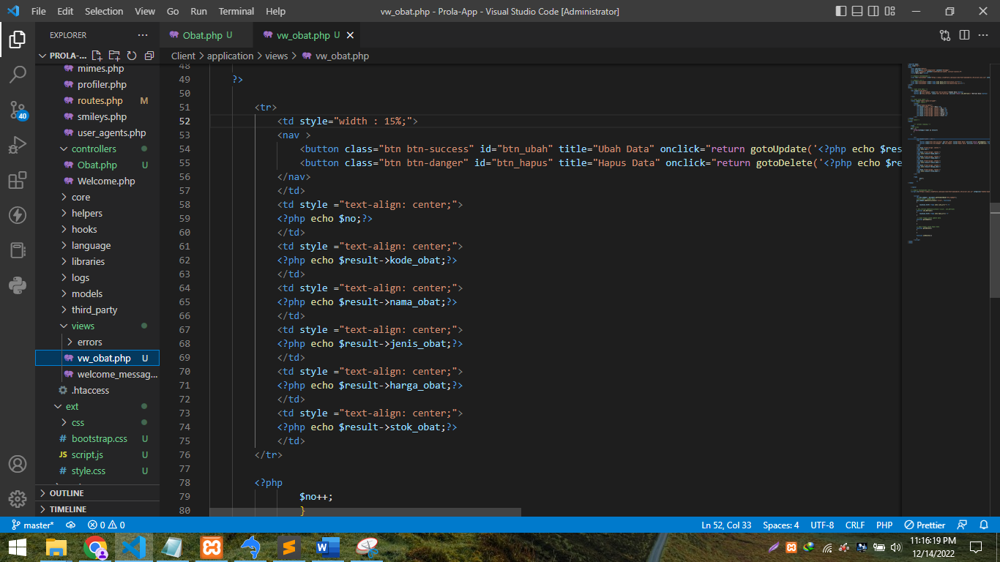 File Edit Selection View Go Run Terminal Help
vw_obat.php - Prola-App - Visual Studio Code [Administrator]
EXPLORER
PROLA-...
mimes.php
profiler.php
routes.php M
smileys.php
user_agents.php
controllers
Obat.php U
Welcome.php
core
helpers
hooks
language
libraries
logs
models
third_party
views
errors
vw_obat.php U
welcome_messag...
.htaccess
ext
css
# bootstrap.css U
JS script.js U
# style.css U
OUTLINE
TIMELINE
40
Obat.php U
vw_obat.php U
Client > application > views > vw_obat.php
48
49 ?>
50
51 <tr>
52 <td style="width : 15%;">
53 <nav >
54 <button class="btn btn-success" id="btn_ubah" title="Ubah Data" onclick="return gotoUpdate('<?php echo $res
55 <button class="btn btn-danger" id="btn_hapus" title="Hapus Data" onclick="return gotoDelete('<?php echo $re
56 </nav>
57 </td>
58 <td style ="text-align: center;">
59 <?php echo $no;?>
60 </td>
61 <td style ="text-align: center;">
62 <?php echo $result->kode_obat;?>
63 </td>
64 <td style ="text-align: center;">
65 <?php echo $result->nama_obat;?>
66 </td>
67 <td style ="text-align: center;">
68 <?php echo $result->jenis_obat;?>
69 </td>
70 <td style ="text-align: center;">
71 <?php echo $result->harga_obat;?>
72 </td>
73 <td style ="text-align: center;">
74 <?php echo $result->stok_obat;?>
75 </td>
76 </tr>
77
78 <?php
79 $no++;
80 }
master* 0 0 Ln 52, Col 33 Spaces: 4 UTF-8 CRLF PHP Prettier
11:16:19 PM
12/14/2022